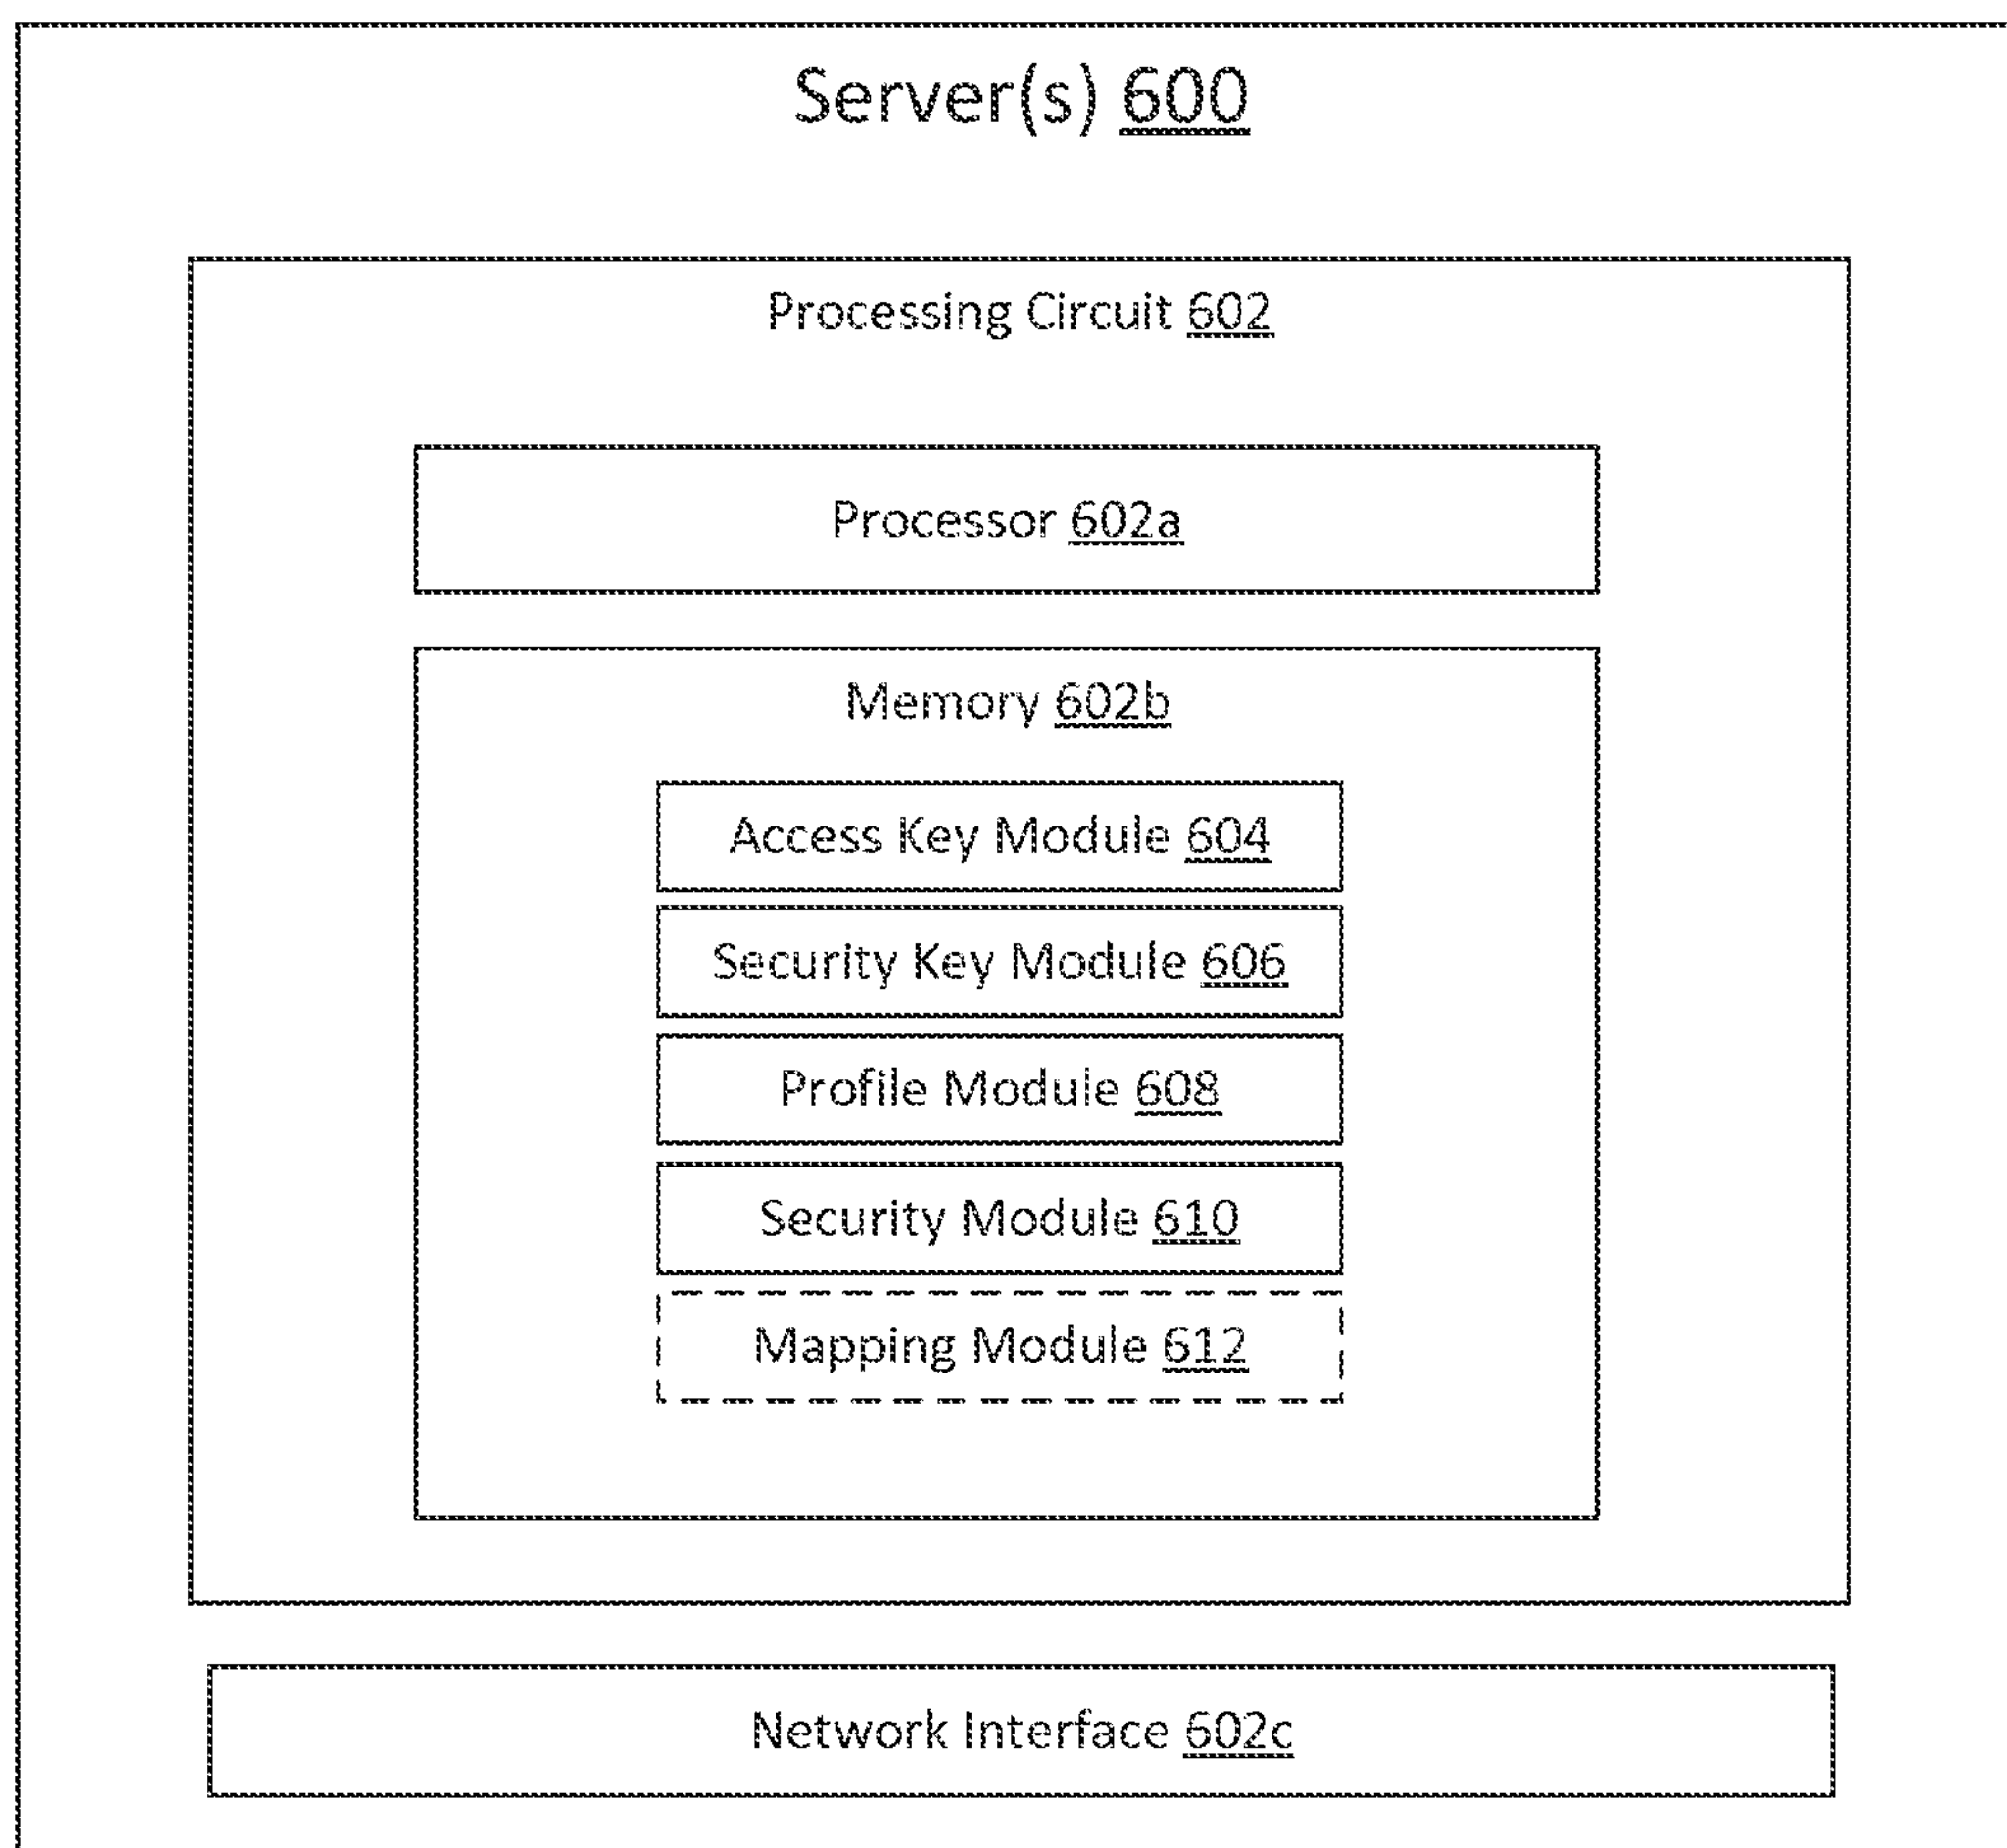 Server(s) 600
Processing Circuit 602
Processor 602a
Memory 602b
Access Key Module 604
Security Key Module 606
Profile Module 608
Security Module 610
Mapping Module 612
Network Interface 602c